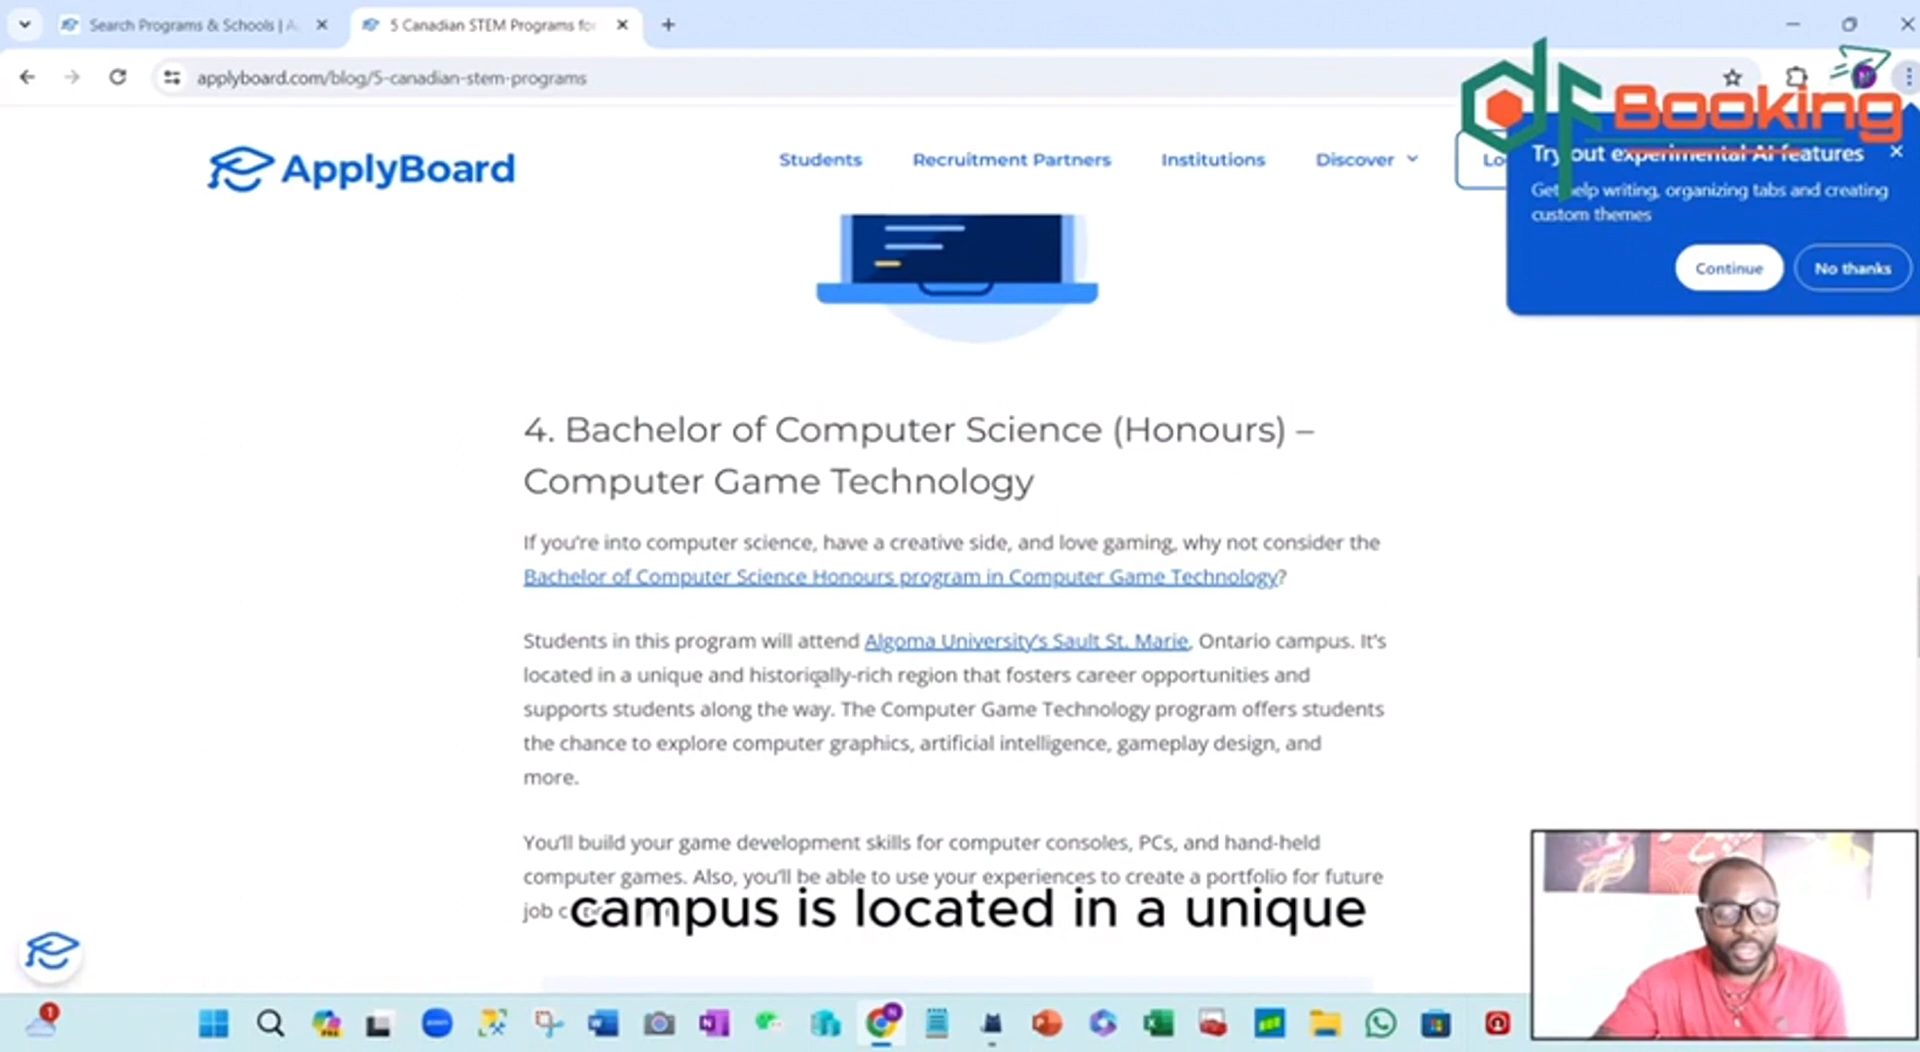 Search Programs & Schools | A
5 Canadian STEM Programs for
applyboard.com/blog/5-canadian-stem-programs
df Booking
ApplyBoard
Students
Recruitment Partners
Institutions
Discover
Lo
Try out experimental AI features
Get help writing, organizing tabs and creating
custom themes
Continue
No thanks
4. Bachelor of Computer Science (Honours) –
Computer Game Technology
If you're into computer science, have a creative side, and love gaming, why not consider the
Bachelor of Computer Science Honours program in Computer Game Technology?
Students in this program will attend Algoma University's Sault St. Marie, Ontario campus. It's
located in a unique and historically-rich region that fosters career opportunities and
supports students along the way. The Computer Game Technology program offers students
the chance to explore computer graphics, artificial intelligence, gameplay design, and
more.
You'll build your game development skills for computer consoles, PCs, and hand-held
computer games. Also, you'll be able to use your experiences to create a portfolio for future
job
campus is located in a unique
1